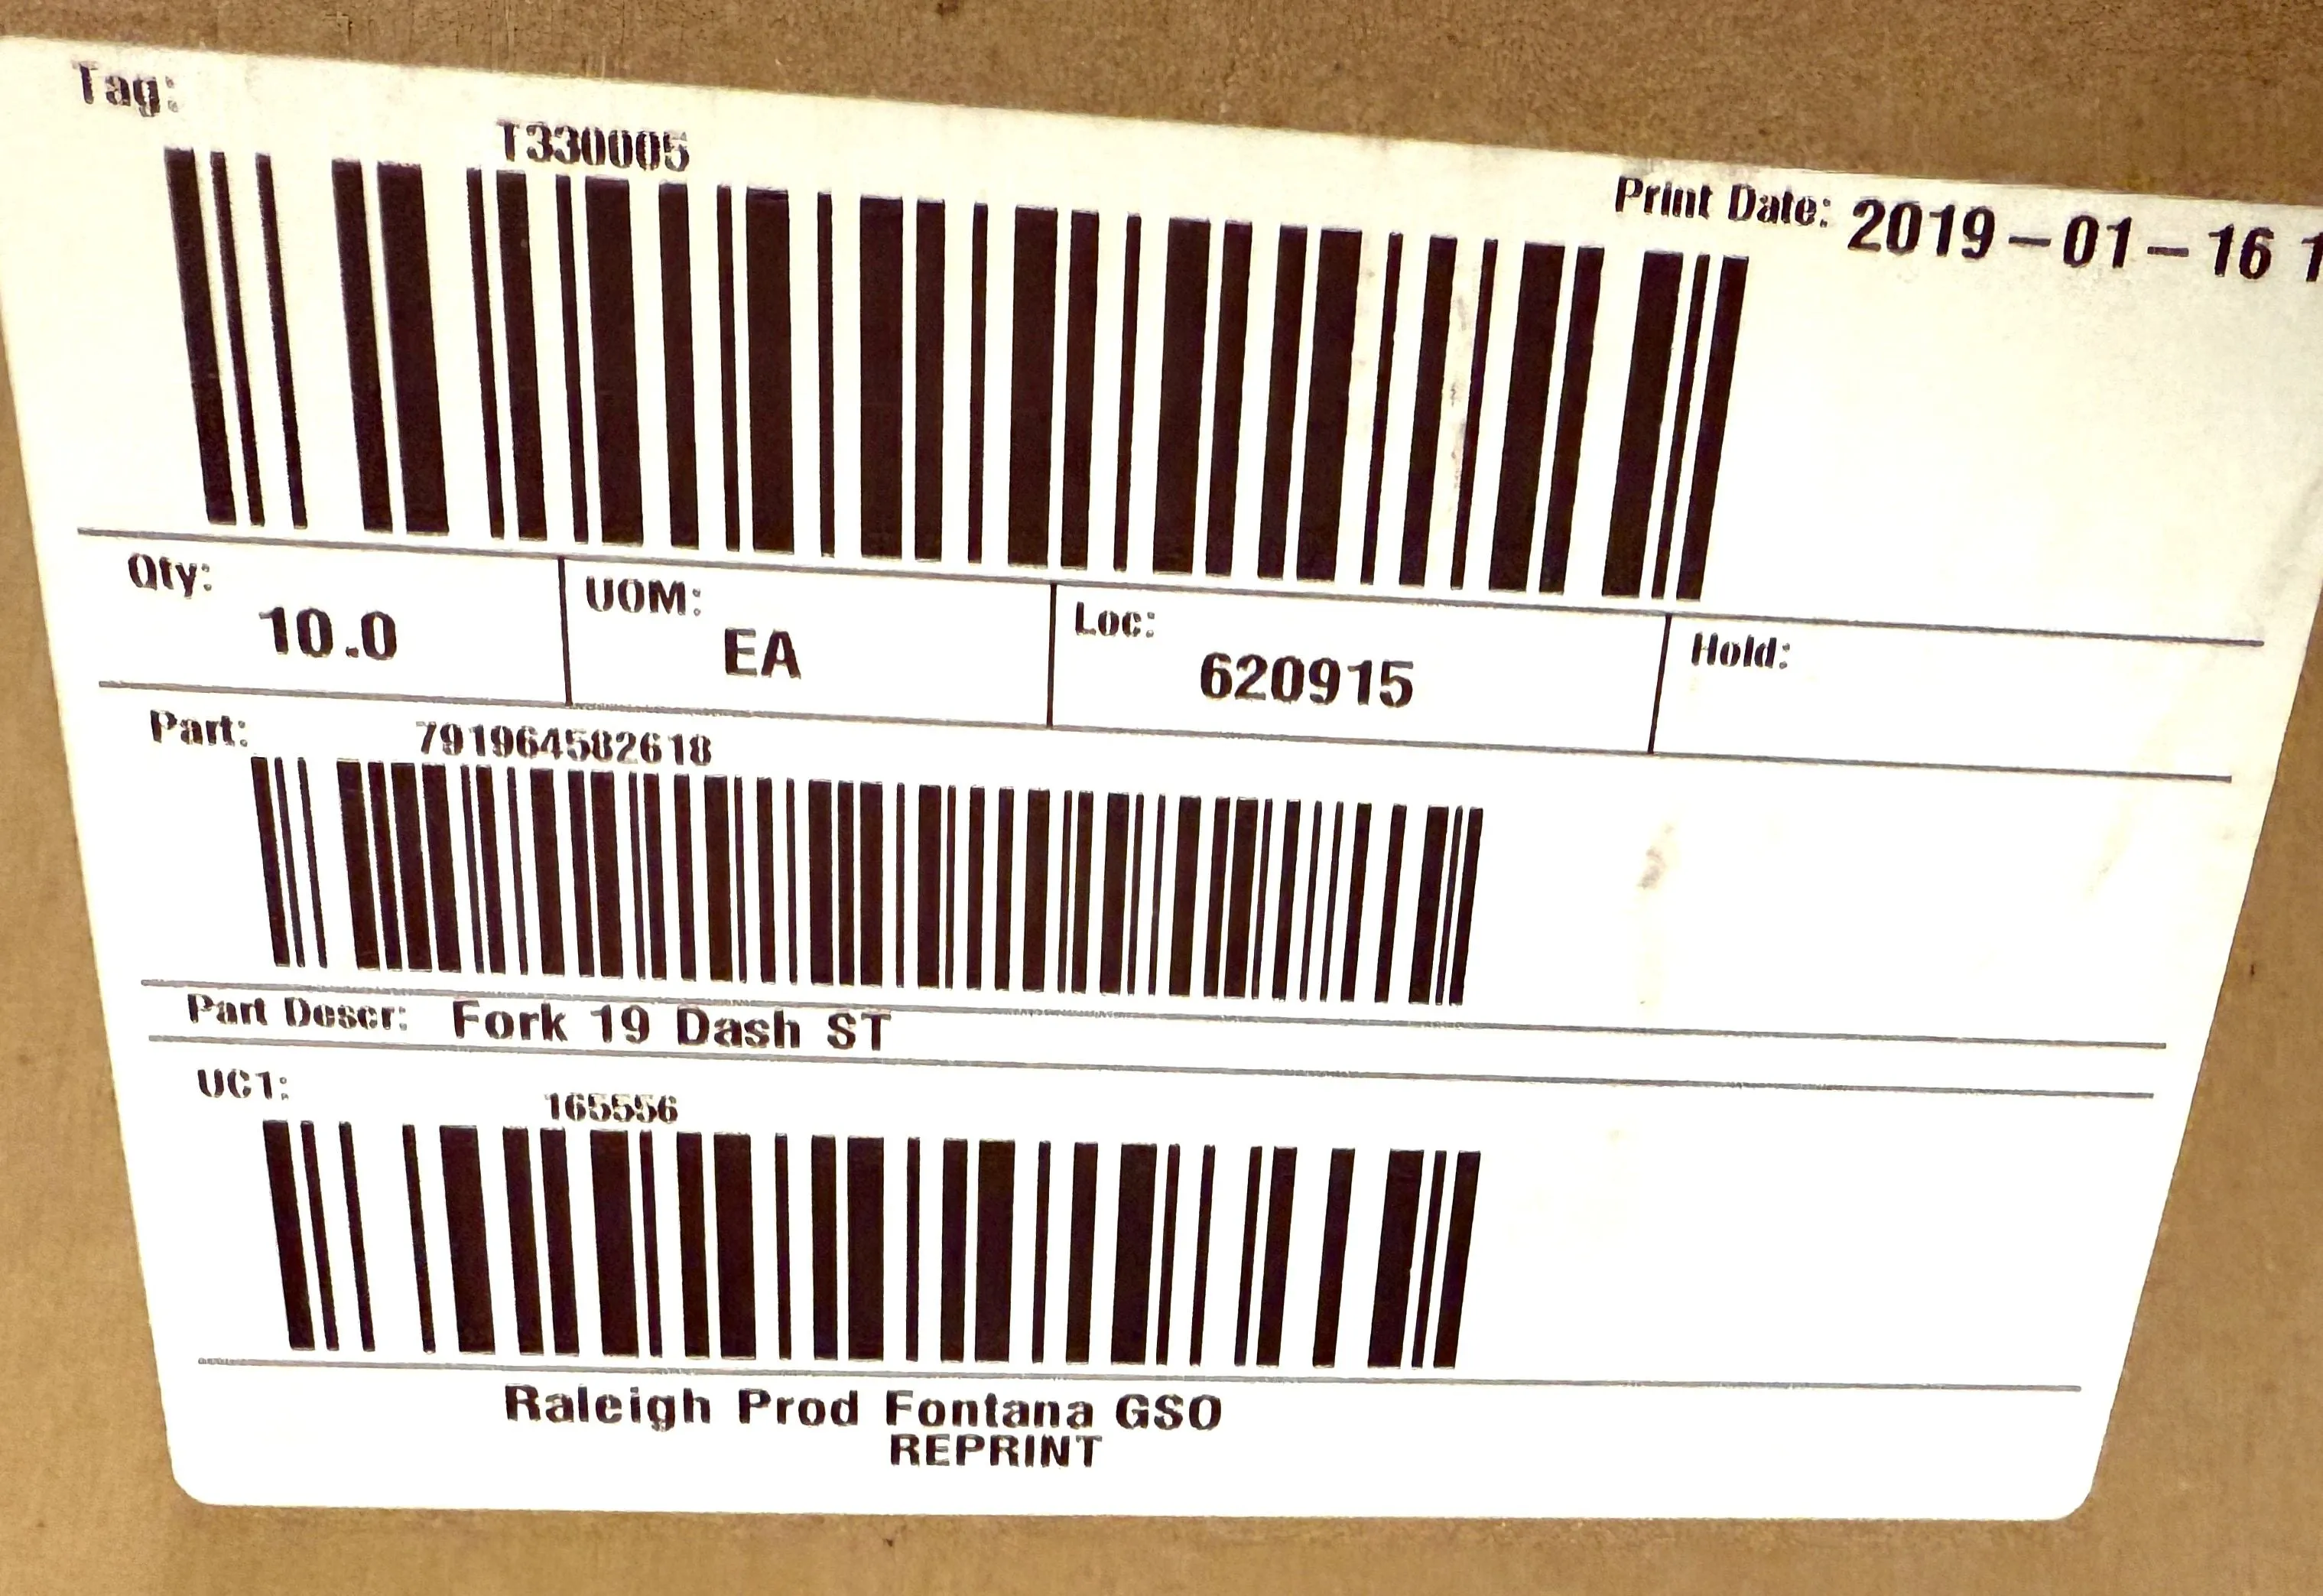 Tag:
T330005
Print Date: 2019-01-16 1
Qty: 10.0
UOM: EA
Loc: 620915
Hold:
Part: 791964582618
Part Descr: Fork 19 Dash ST
UC1: 165556
Raleigh Prod Fontana GSO
REPRINT